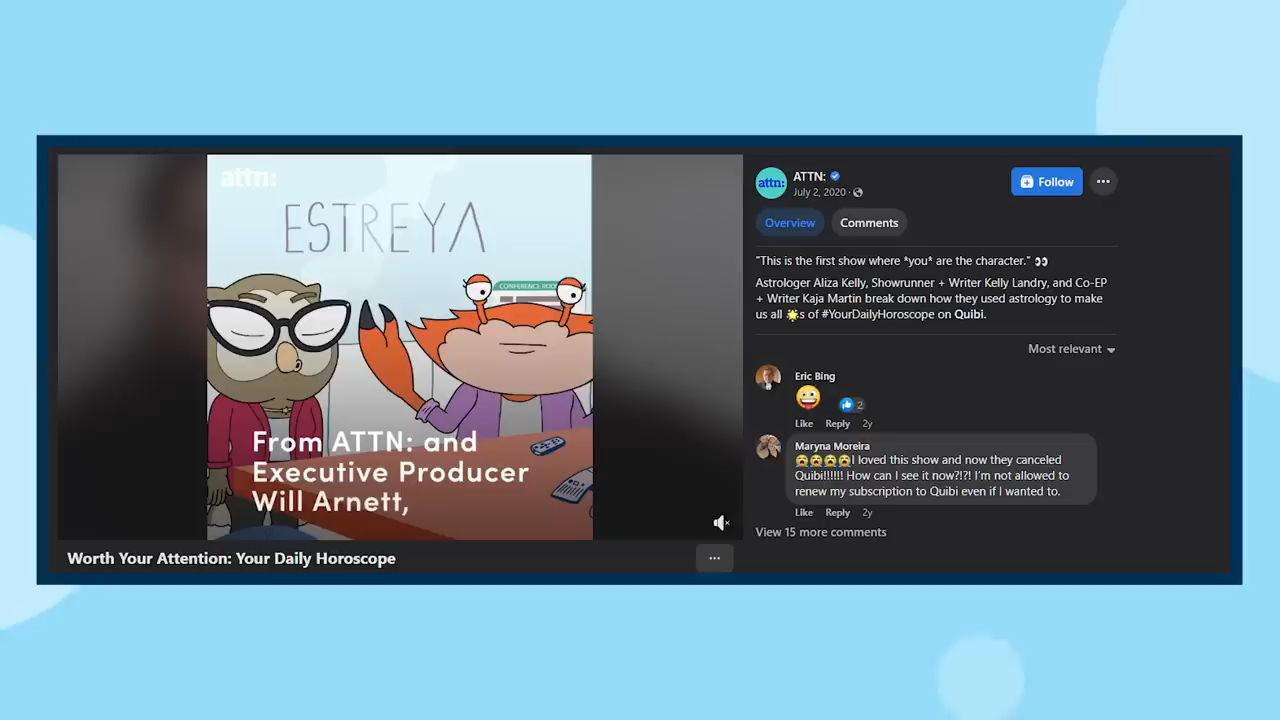 attn:
ESTREYA
CONFERENCE ROOM
From ATTN: and
Executive Producer
Will Arnett,
Worth Your Attention: Your Daily Horoscope
attn:
ATTN:
July 2, 2020 ·
Follow
Overview
Comments
"This is the first show where *you* are the character." 👀
Astrologer Aliza Kelly, Showrunner + Writer Kelly Landry, and Co-EP
+ Writer Kaja Martin break down how they used astrology to make
us all 🌟s of #YourDailyHoroscope on Quibi.
Most relevant
Eric Bing
🤪
2
Like Reply 2y
Maryna Moreira
😭😭😭😭I loved this show and now they canceled
Quibi!!!!!! How can I see it now?!?! I'm not allowed to
renew my subscription to Quibi even if I wanted to.
Like Reply 2y
View 15 more comments